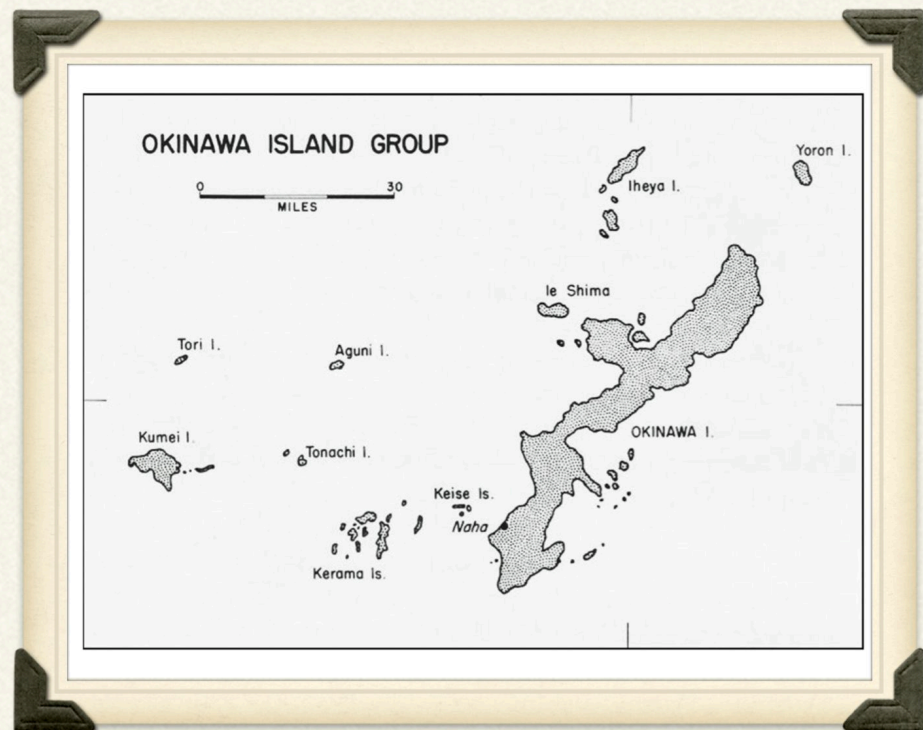 OKINAWA ISLAND GROUP
0 30
MILES
Yoron I.
Iheya I.
Ie Shima
Tori I.
Aguni I.
OKINAWA I.
Kumei I.
Tonachi I.
Keise Is.
Naha
Kerama Is.